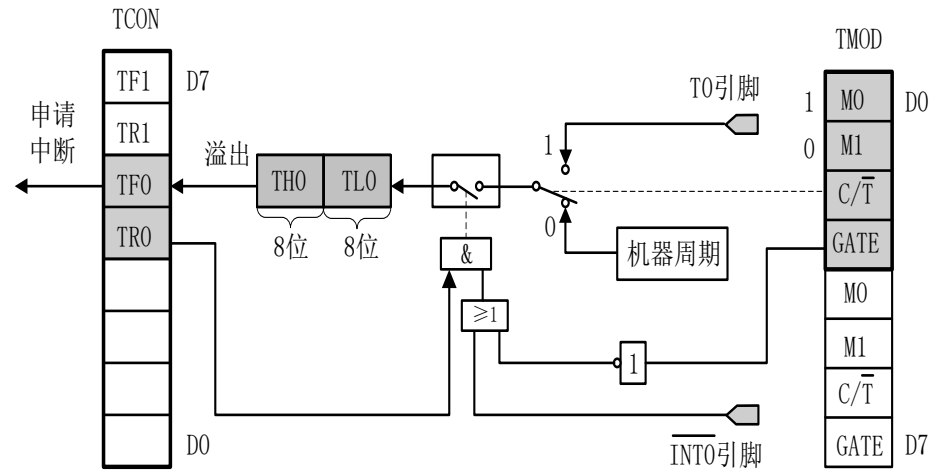 TCON
TMOD
TF1
D7
TR1
TF0
TR0
D0
申请
中断
溢出
TH0
TL0
8位
8位
&
≥1
1
0
T0引脚
机器周期
1
INT0引脚
1
0
M0
D0
M1
C/T
GATE
M0
M1
C/T
GATE
D7